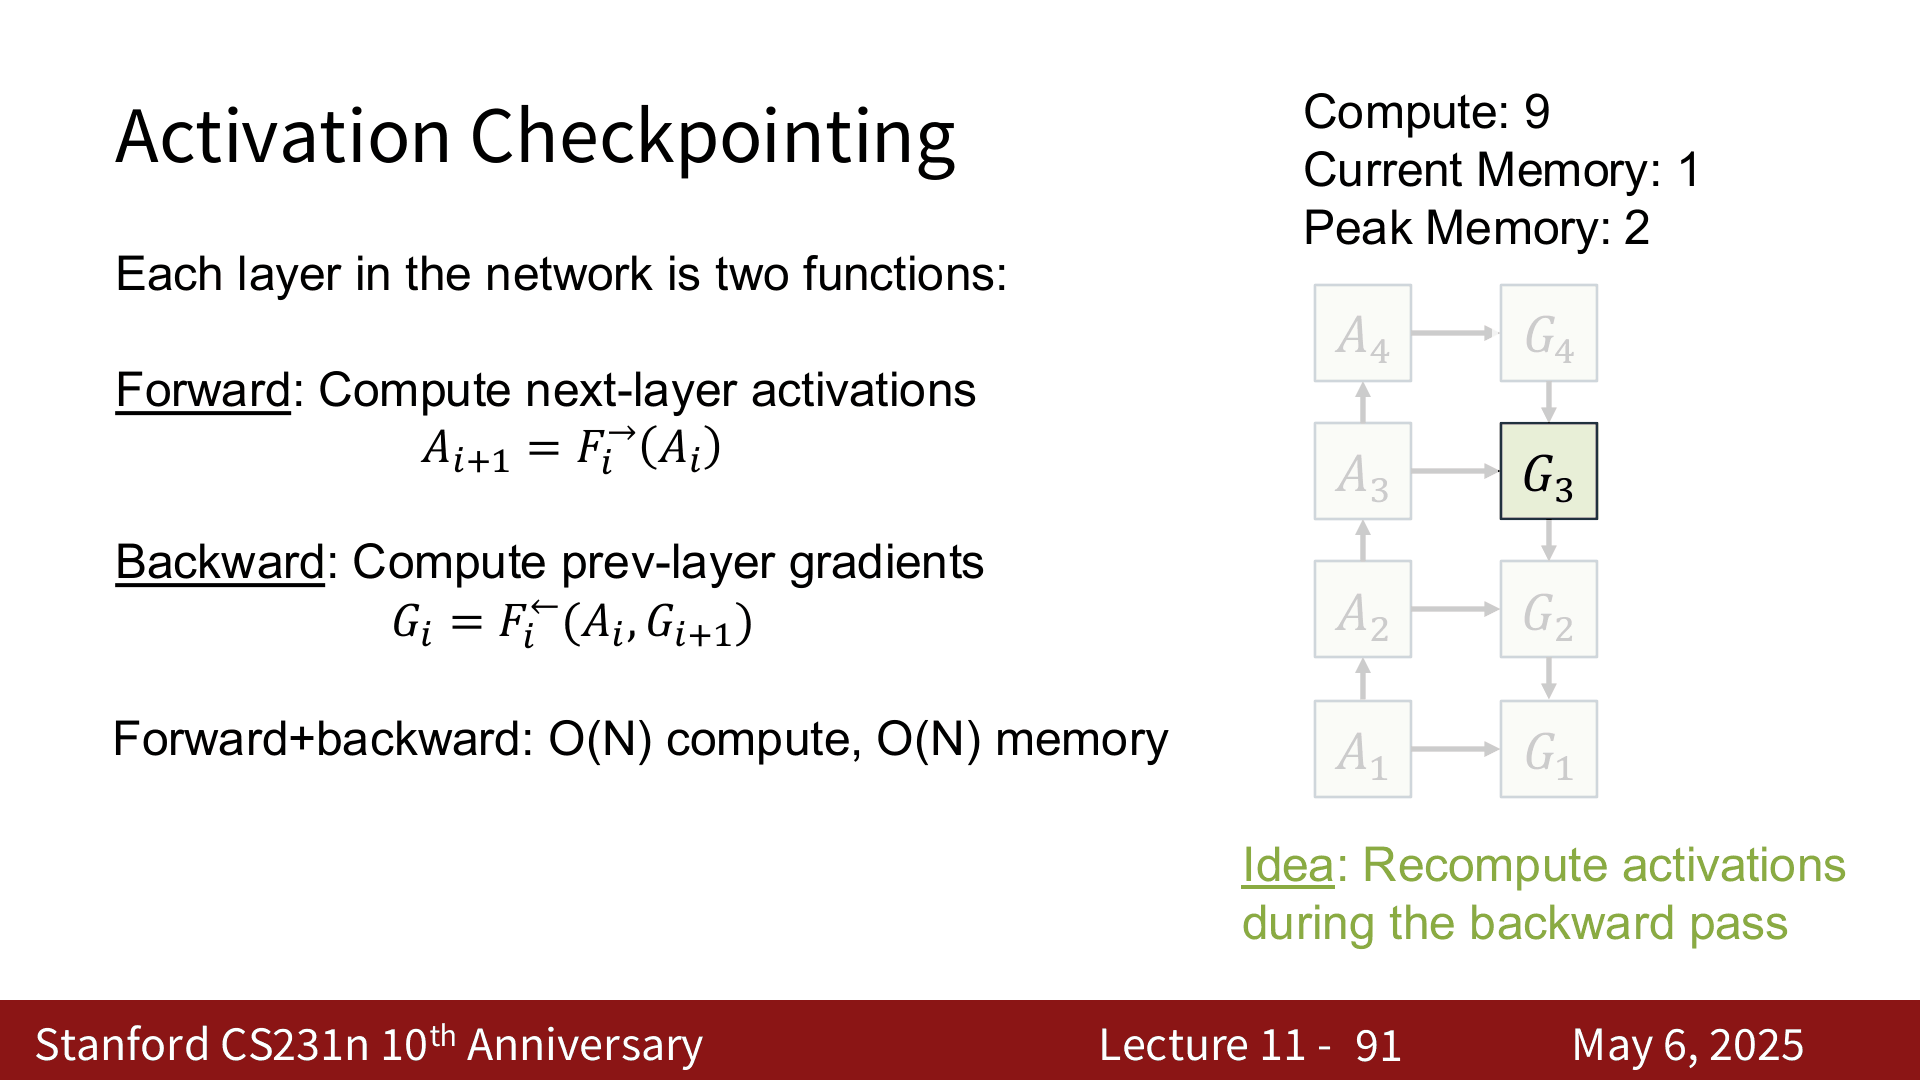 Activation Checkpointing
Each layer in the network is two functions:
Forward: Compute next-layer activations
A_{i+1} = F_i^→(A_i)
Backward: Compute prev-layer gradients
G_i = F_i^←(A_i, G_{i+1})
Forward+backward: O(N) compute, O(N) memory
Compute: 9
Current Memory: 1
Peak Memory: 2
A_4 G_4
A_3 G_3
A_2 G_2
A_1 G_1
Idea: Recompute activations
during the backward pass
Stanford CS231n 10th Anniversary
Lecture 11 - 91
May 6, 2025